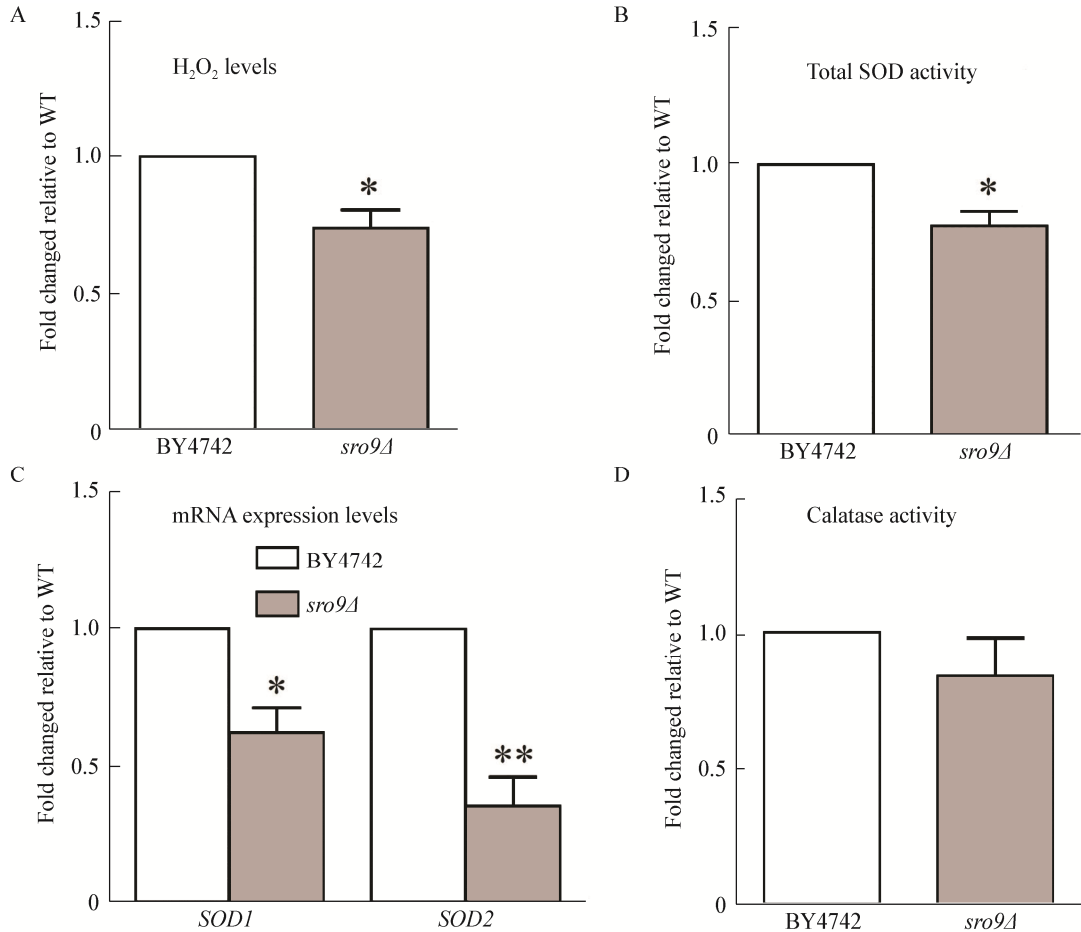 A
1.5
H₂O₂ levels
Fold changed relative to WT
1.0
*
0.5
0
BY4742
sro9Δ
B
1.5
Total SOD activity
Fold changed relative to WT
1.0
*
0.5
0
BY4742
sro9Δ
C
1.5
mRNA expression levels
BY4742
sro9Δ
Fold changed relative to WT
1.0
*
0.5
**
0
SOD1
SOD2
D
1.5
Calatase activity
Fold changed relative to WT
1.0
0.5
0
BY4742
sro9Δ